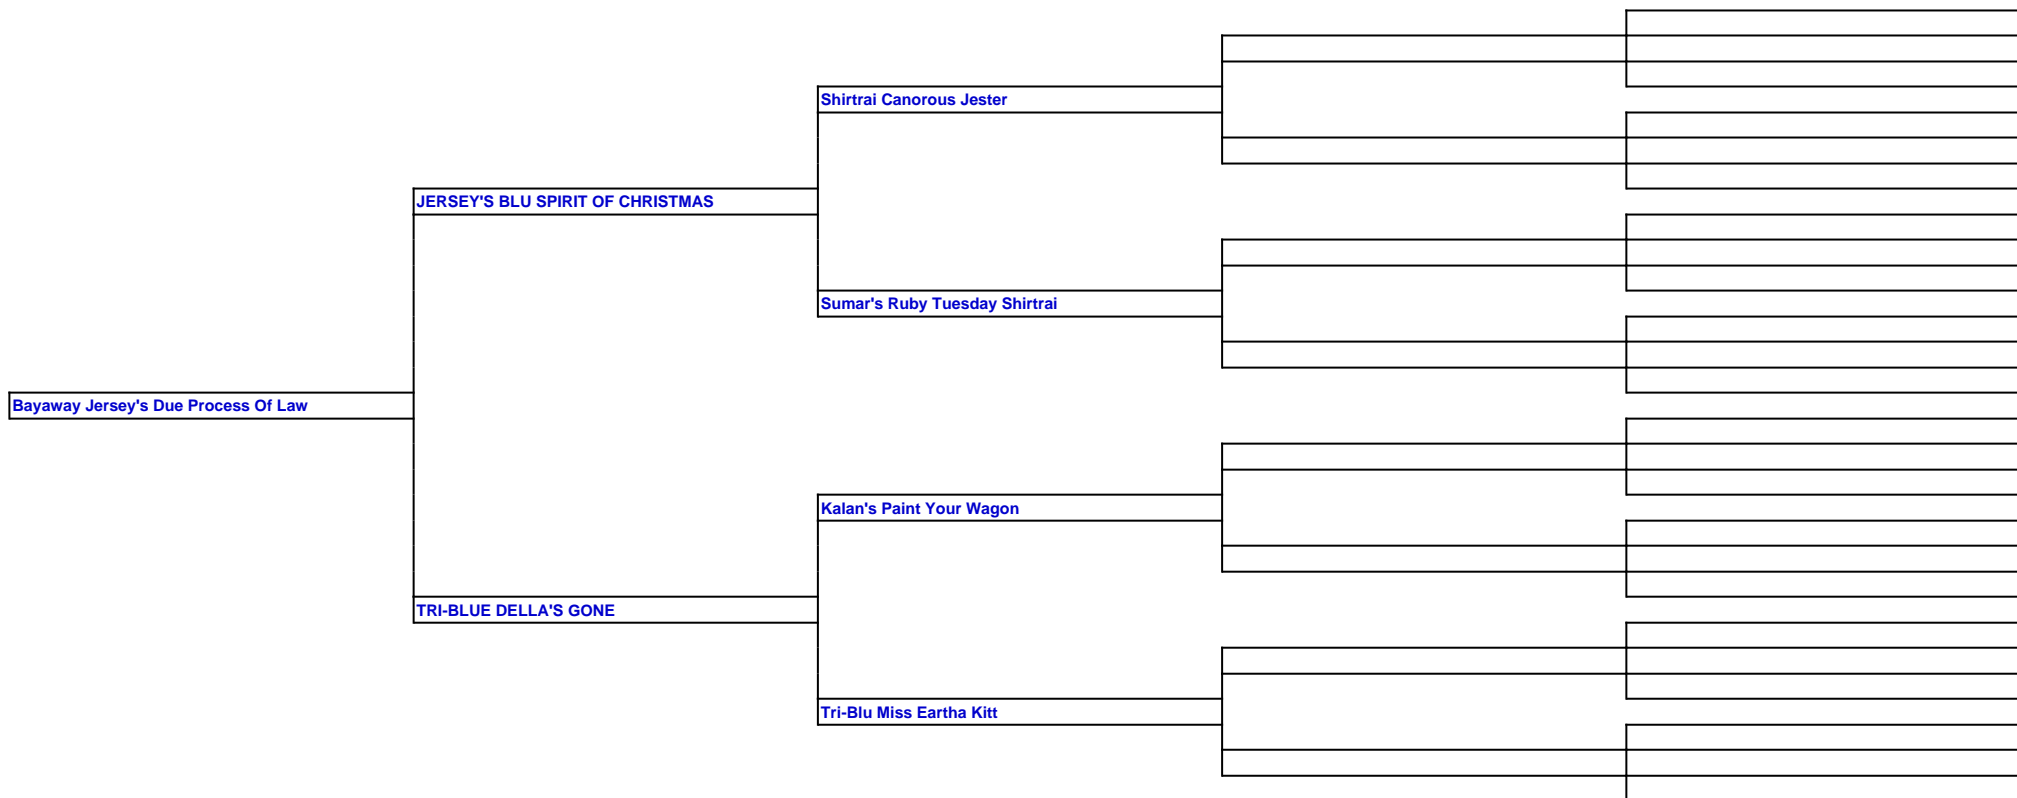 Shirtrai Canorous Jester
JERSEY'S BLU SPIRIT OF CHRISTMAS
Sumar's Ruby Tuesday Shirtrai
Bayaway Jersey's Due Process Of Law
Kalan's Paint Your Wagon
TRI-BLUE DELLA'S GONE
Tri-Blu Miss Eartha Kitt